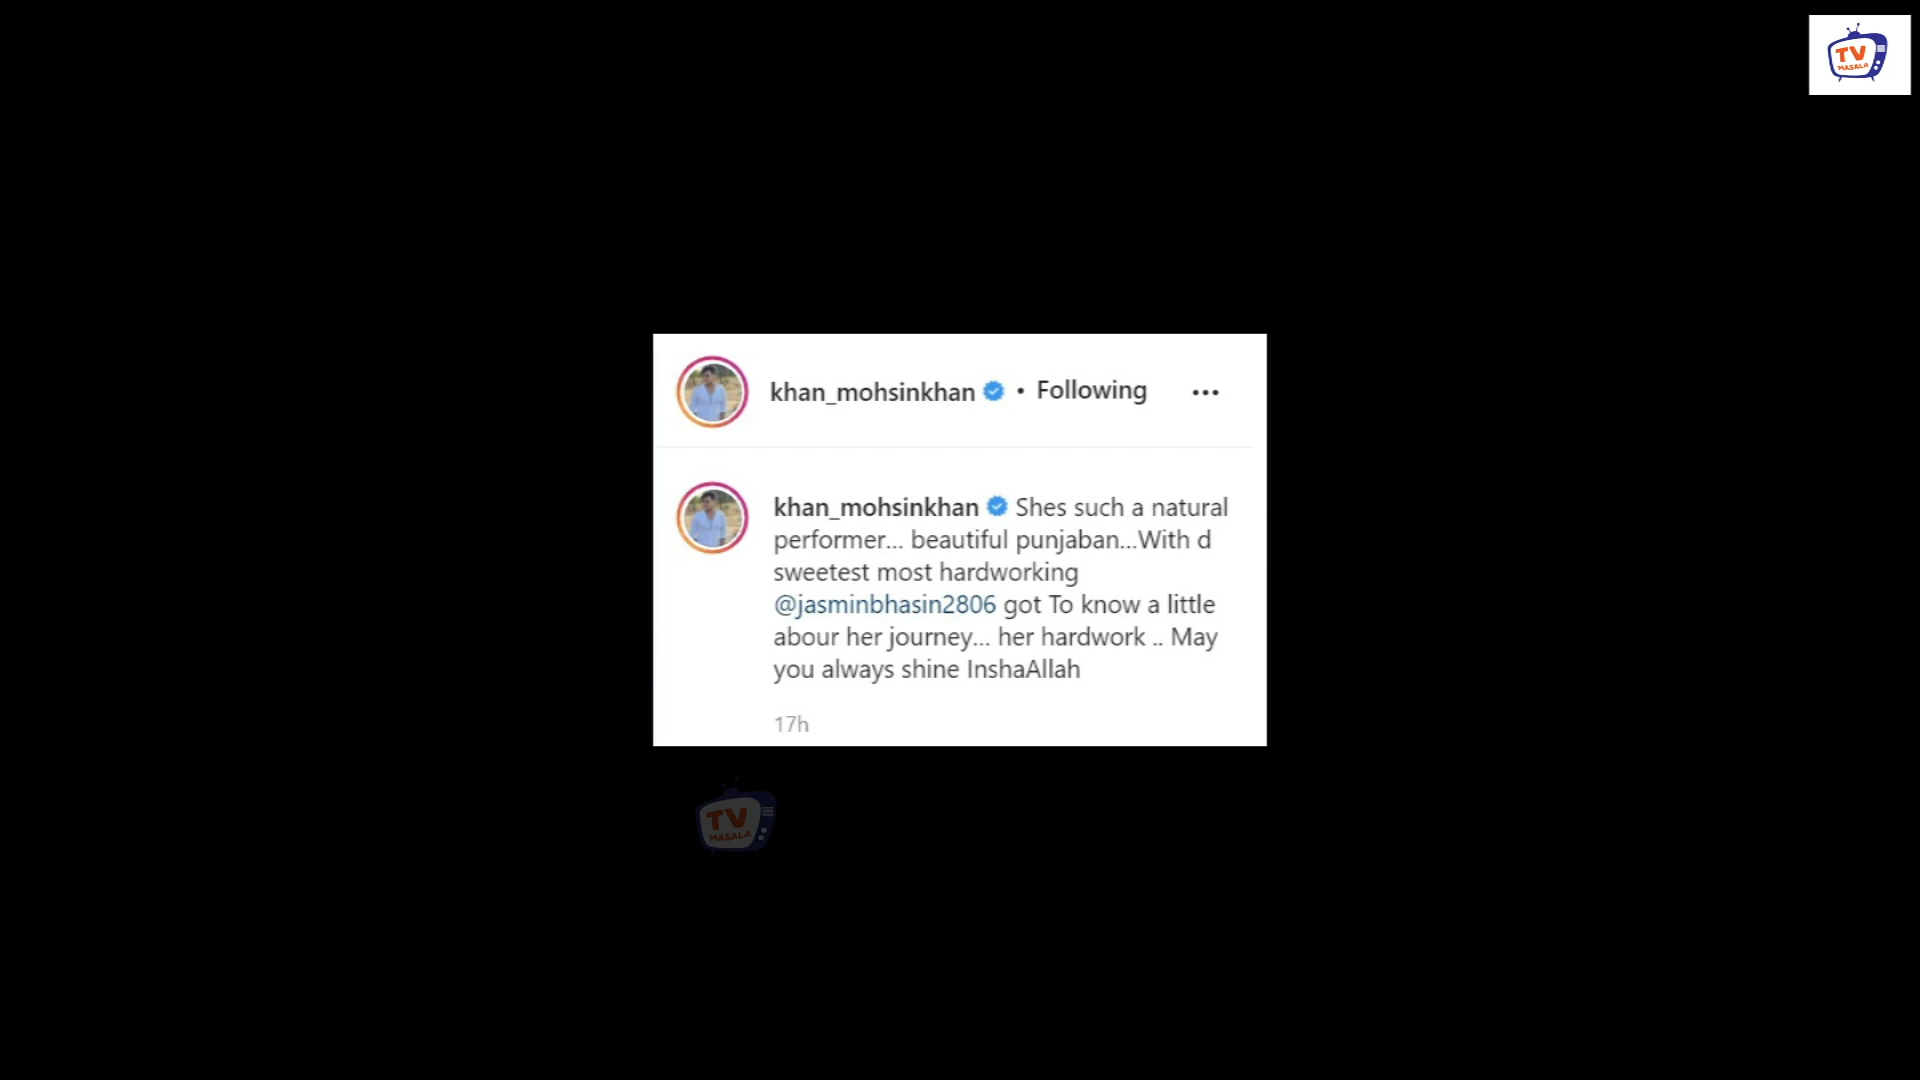 TV
MASALA
khan_mohsinkhan • Following ...
khan_mohsinkhan Shes such a natural
performer... beautiful punjaban...With d
sweetest most hardworking
@jasminbhasin2806 got To know a little
abour her journey... her hardwork .. May
you always shine InshaAllah
17h
TV
MASALA